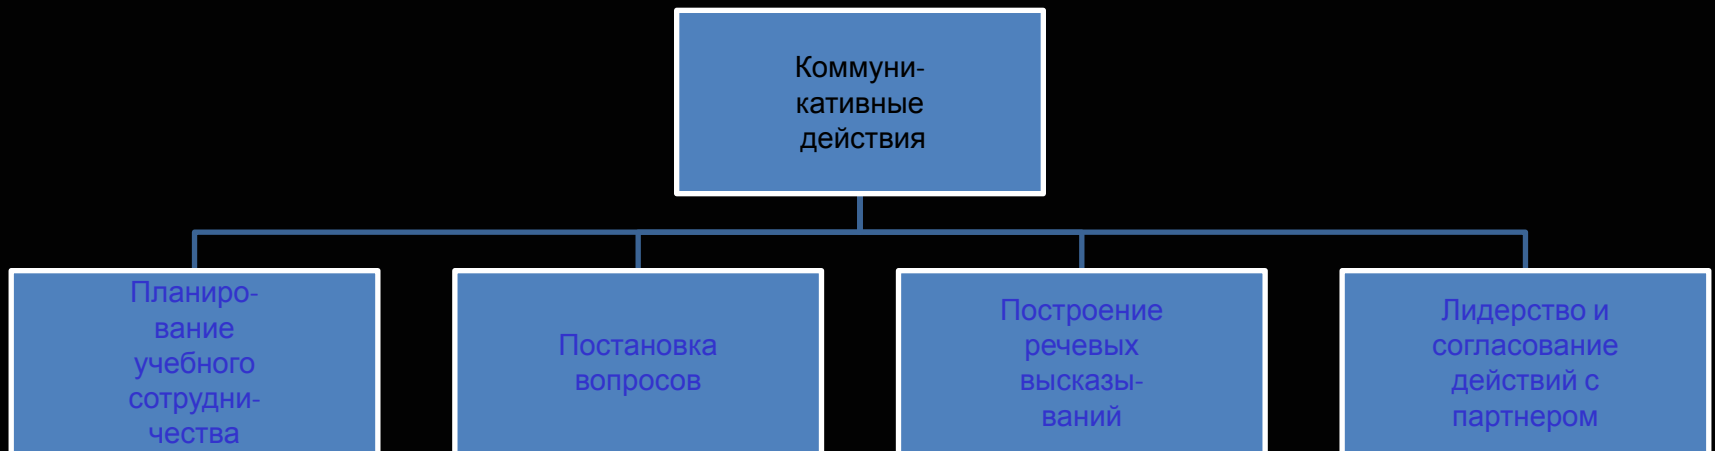 Коммуни-
кативные
действия
Планиро-
вание
учебного
сотрудни-
чества
Постановка
вопросов
Построение
речевых
высказы-
ваний
Лидерство и
согласование
действий с
партнером